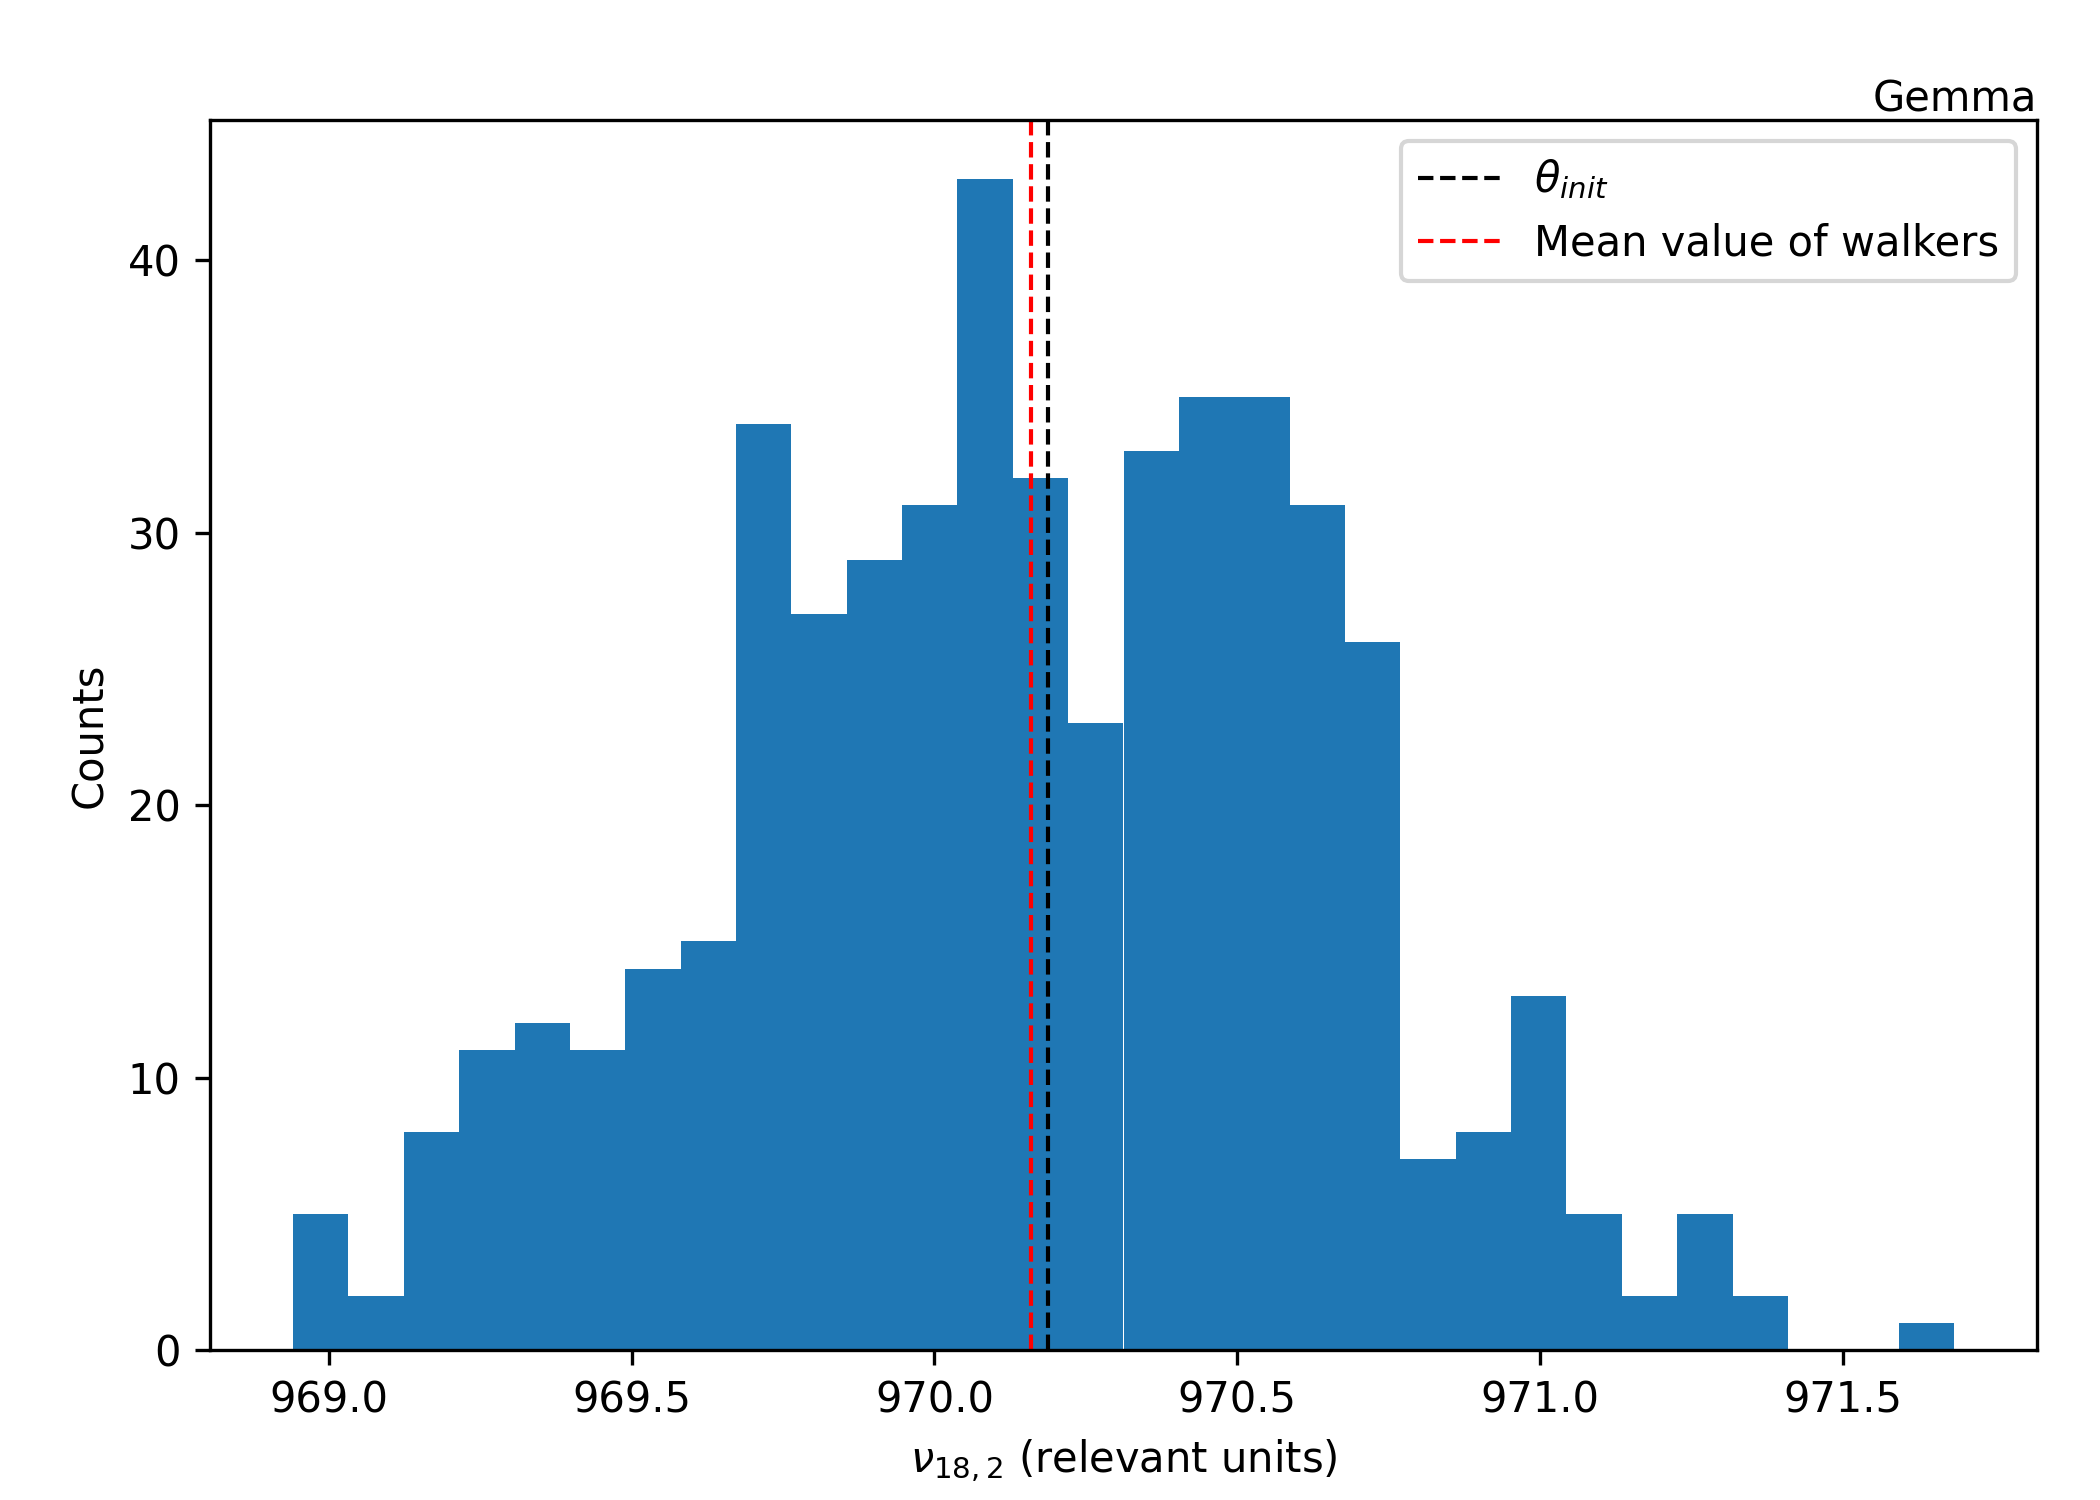 Gemma
θinit
Mean value of walkers
40
30
20
10
0
Counts
969.0 969.5 970.0 970.5 971.0 971.5
ν18, 2 (relevant units)